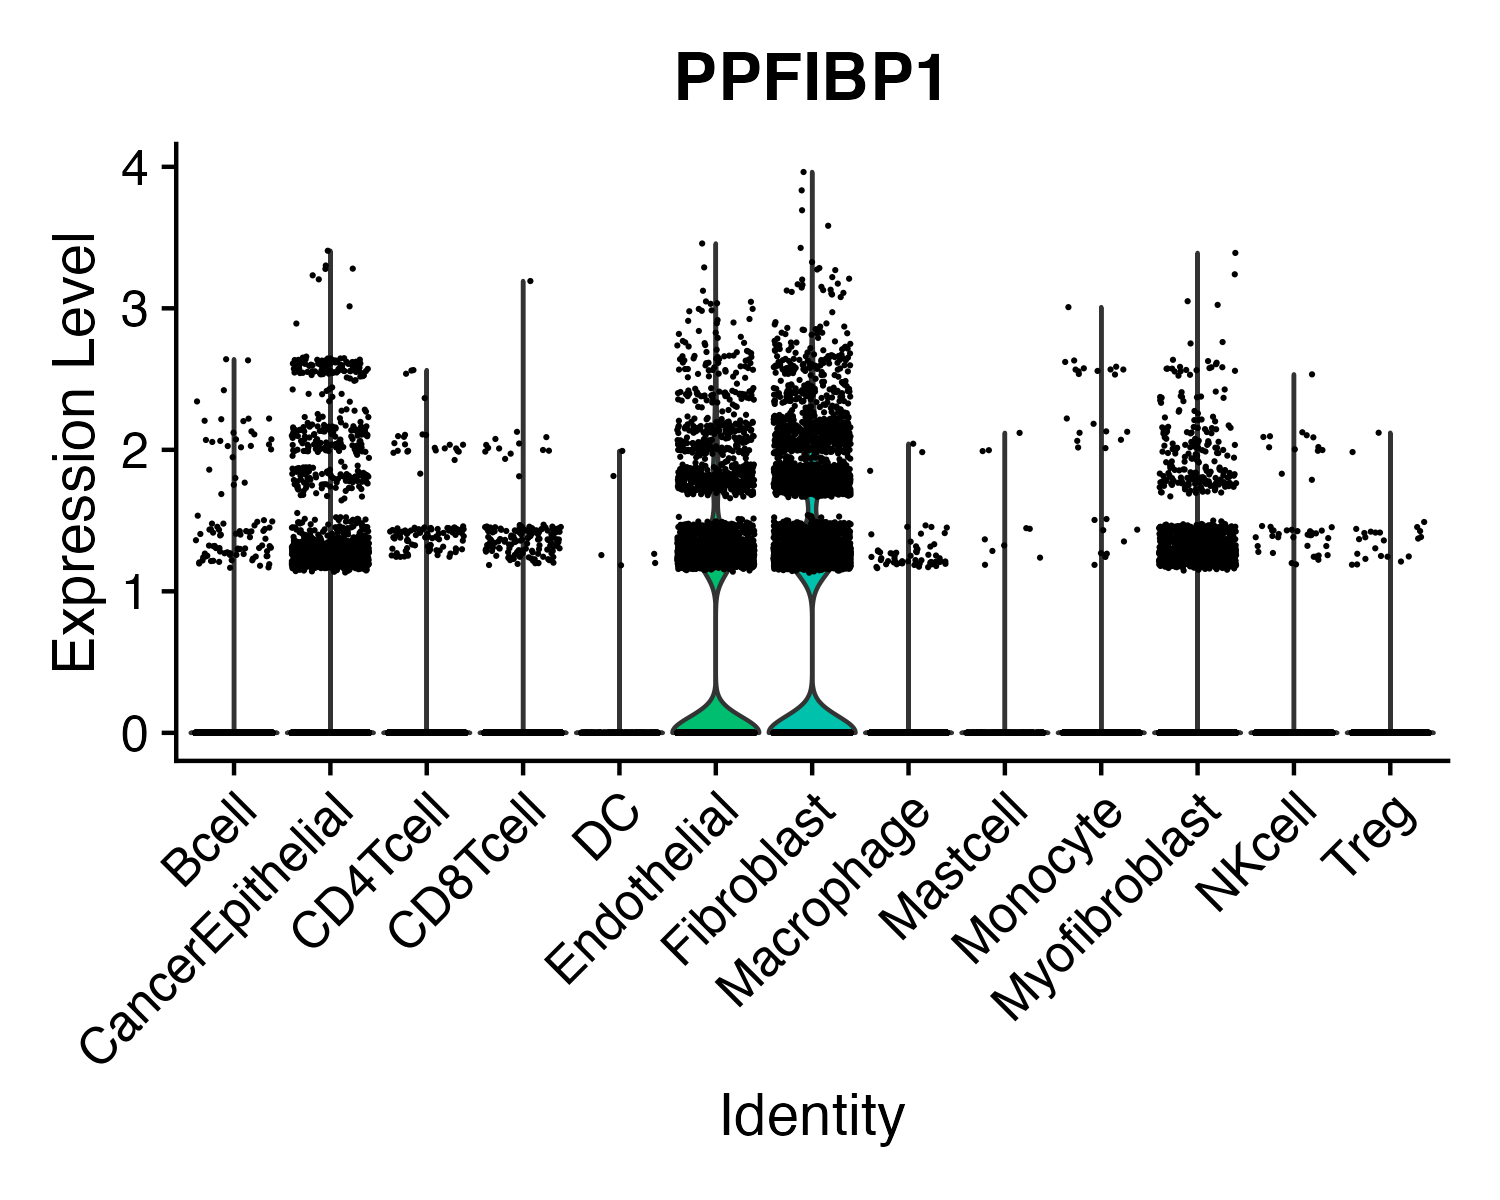 PPFIBP1
Expression Level
4
3
2
1
0
Bcell
CancerEpithelial
CD4Tcell
CD8Tcell
DC
Endothelial
Fibroblast
Macrophage
Mastcell
Monocyte
Myofibroblast
NKcell
Treg
Identity